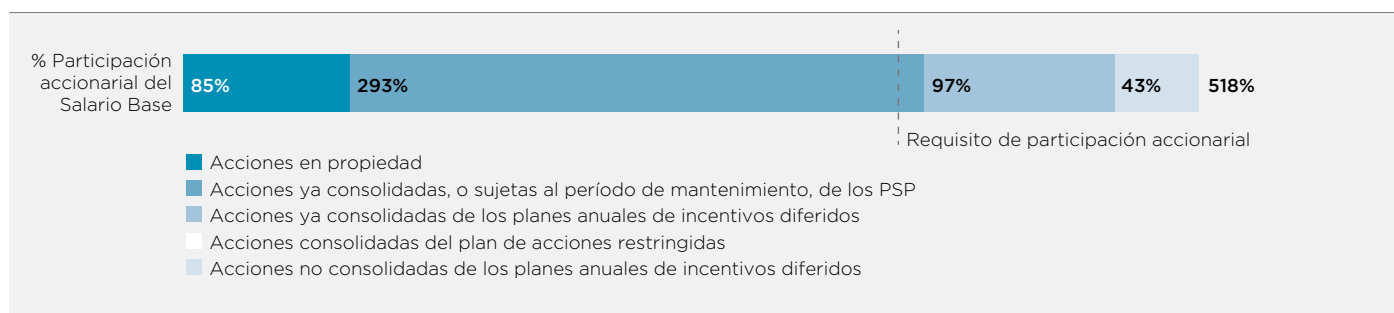 % Participación
accionarial del
Salario Base
85%
293%
97%
43%
518%
Requisito de participación accionarial
Acciones en propiedad
Acciones ya consolidadas, o sujetas al período de mantenimiento, de los PSP
Acciones ya consolidadas de los planes anuales de incentivos diferidos
Acciones consolidadas del plan de acciones restringidas
Acciones no consolidadas de los planes anuales de incentivos diferidos